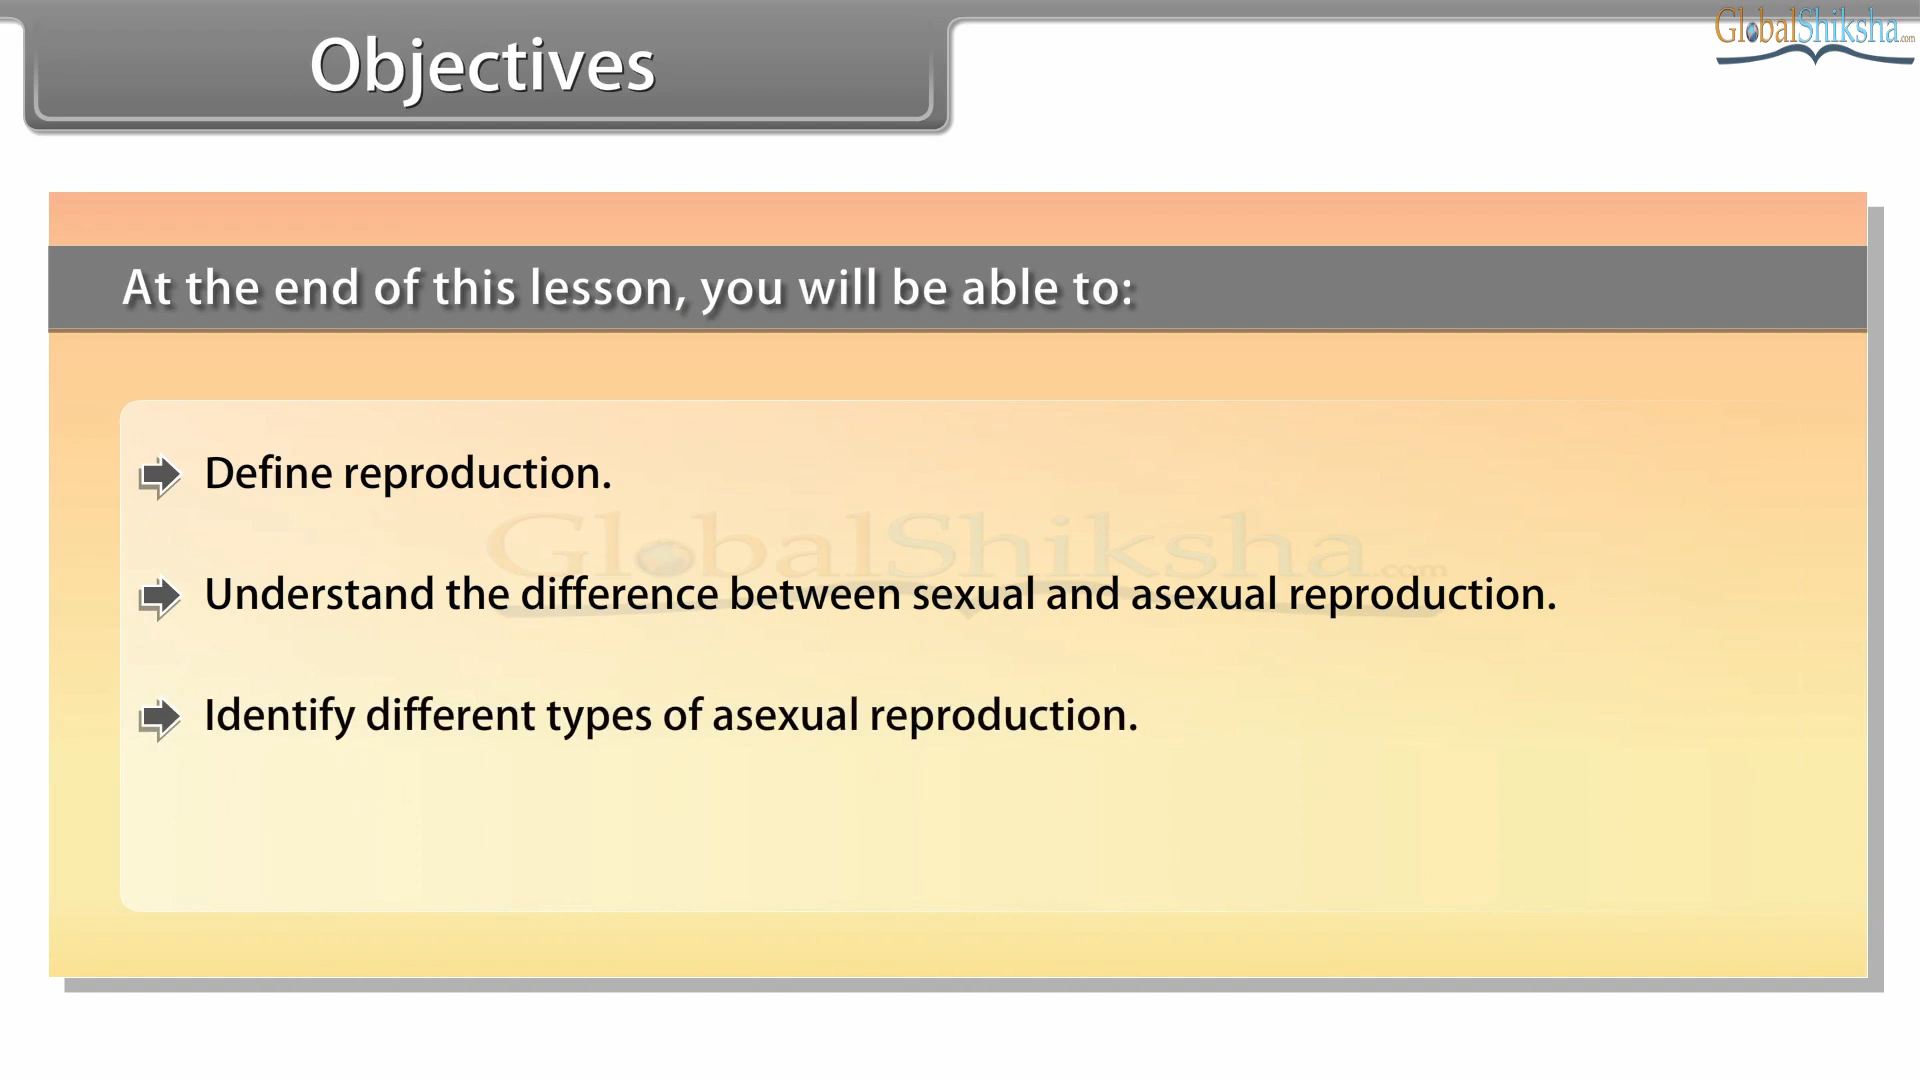 Objectives
GlobalShiksha.com
At the end of this lesson, you will be able to:
Define reproduction.
GlobalShiksha.com
Understand the difference between sexual and asexual reproduction.
Identify different types of asexual reproduction.